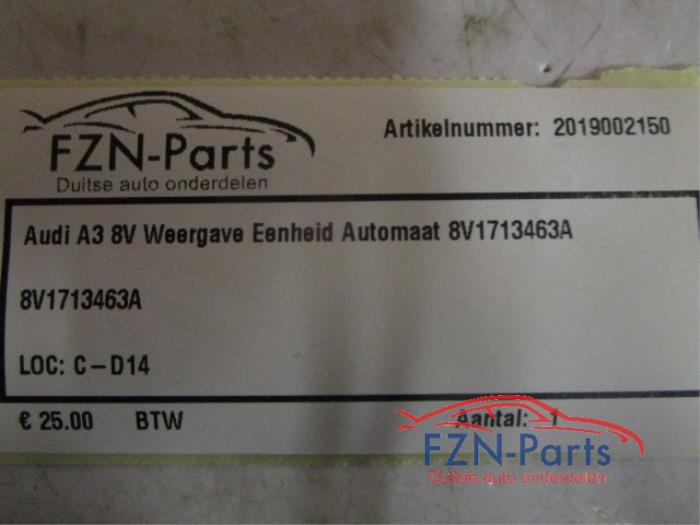 FZN-Parts
Duitse auto onderdelen
Artikelnummer: 2019002150
Audi A3 8V Weergave Eenheid Automaat 8V1713463A
8V1713463A
LOC: C-D14
€ 25.00 BTW Aantal: 1
FZN-Parts
Duitse auto onderdelen